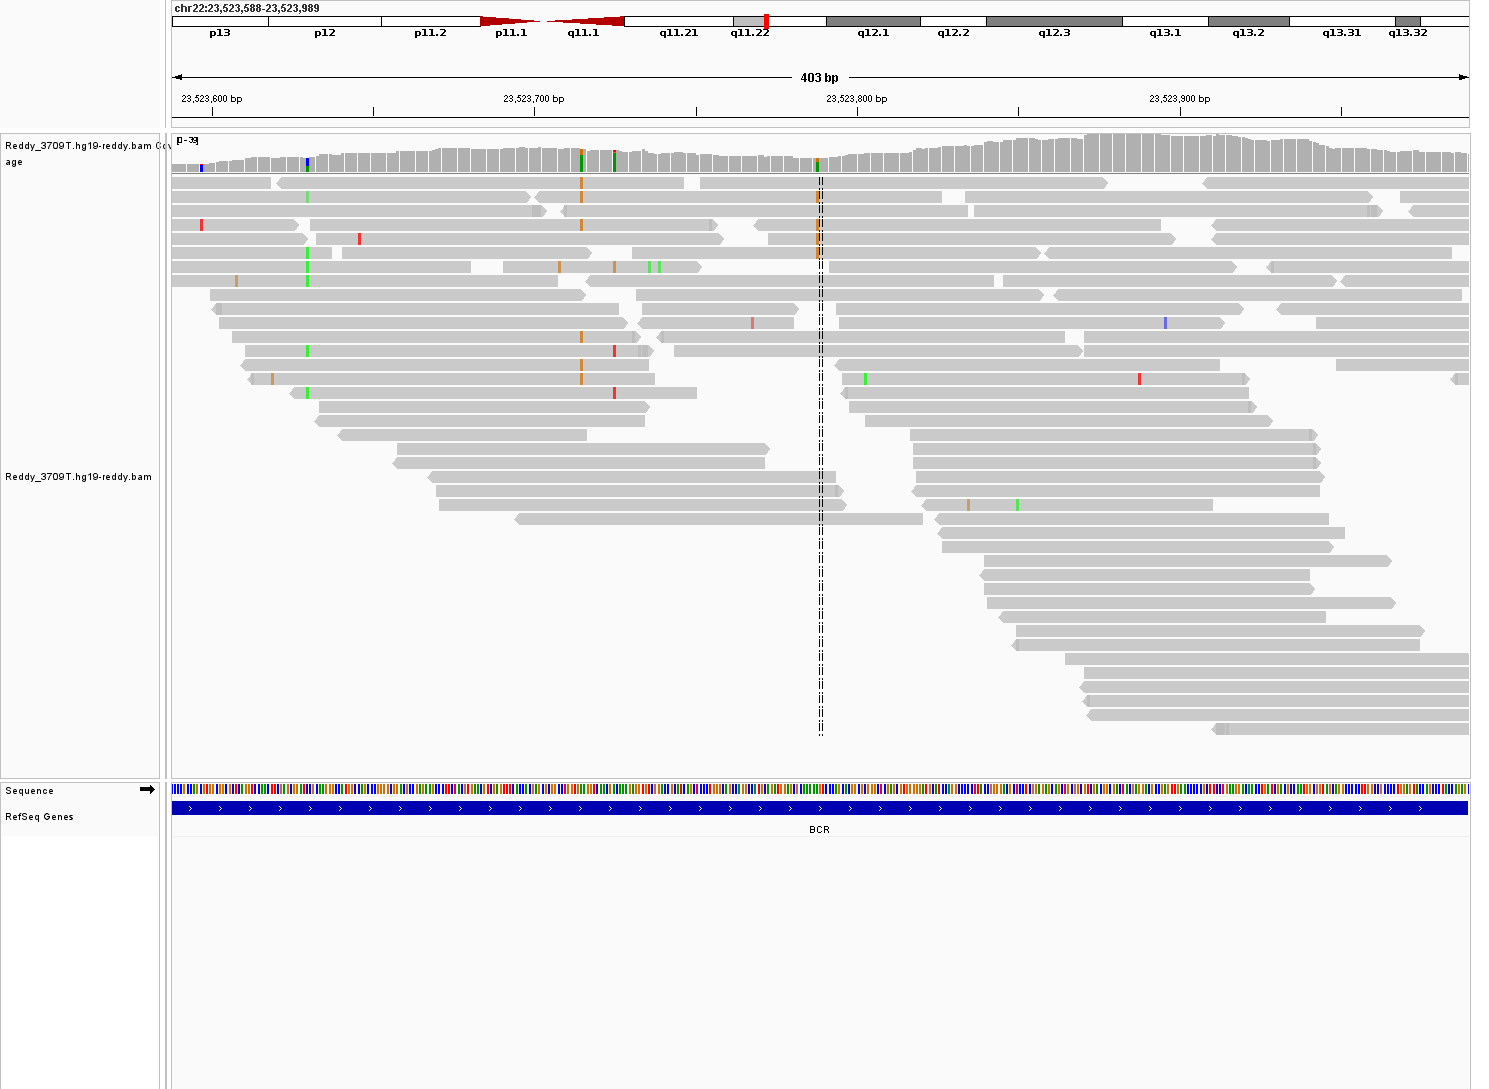 chr22:23,523,588-23,523,989
p13 p12 p11.2 p11.1 q11.1 q11.21 q11.22 q12.1 q12.2 q12.3 q13.1 q13.2 q13.31 q13.32
403 bp
23,523,600 bp 23,523,700 bp 23,523,800 bp 23,523,900 bp
[0-39]
Reddy_3709T.hg19-reddy.bam Cov
age
Reddy_3709T.hg19-reddy.bam
Sequence
RefSeq Genes
BCR